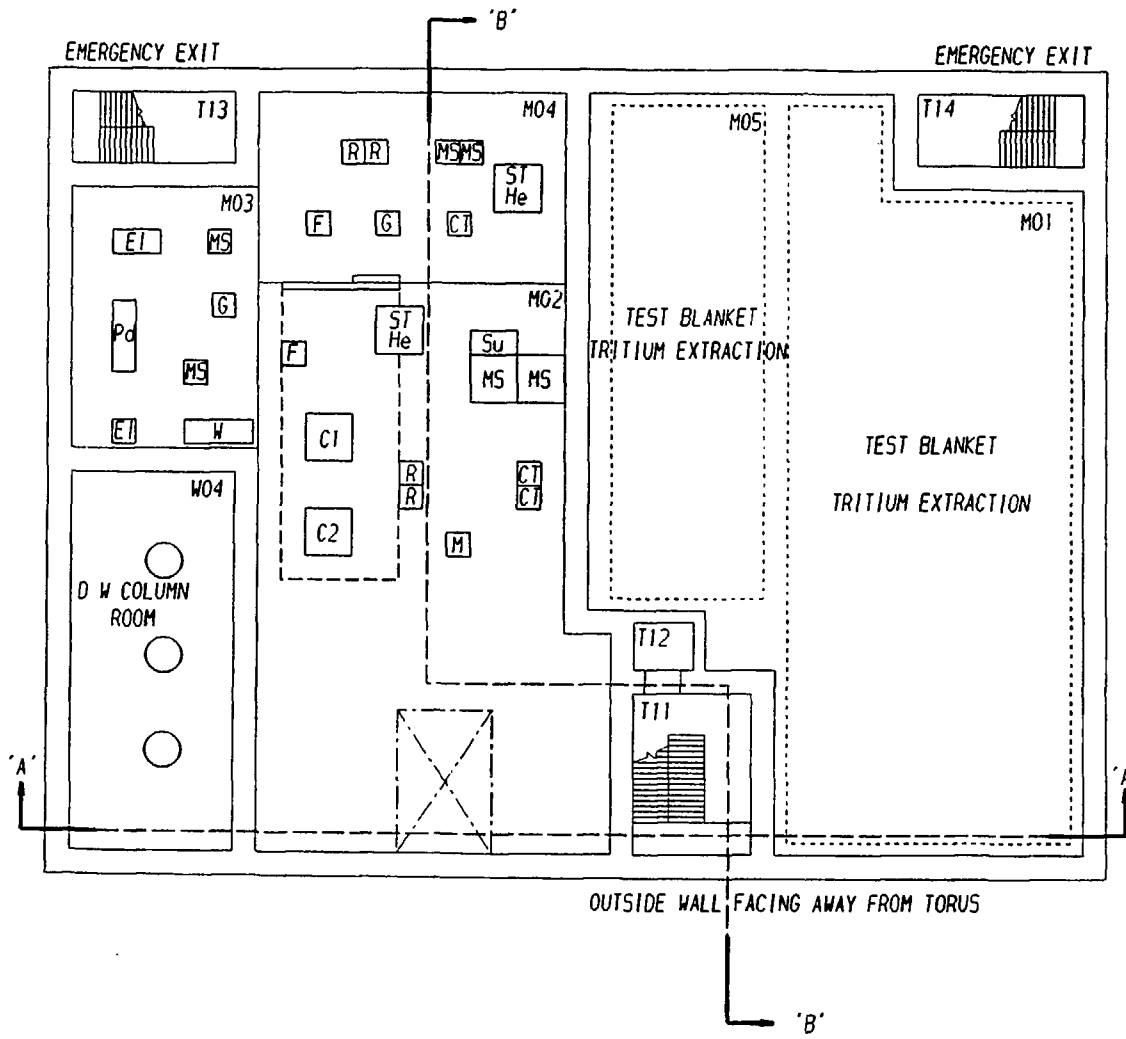 'B'
EMERGENCY EXIT
EMERGENCY EXIT
T13
M04
M05
T14
R R
MS MS
ST
He
M03
M01
F
G
CT
EI
MS
G
M02
ST
He
Pd
TEST BLANKET
TRITIUM EXTRACTION
Su
F
MS
MS
MS
EI
W
C1
TEST BLANKET
R
CT
W04
R
CT
TRITIUM EXTRACTION
C2
M
D W COLUMN
ROOM
T12
T11
'A'
'A
OUTSIDE WALL FACING AWAY FROM TORUS
'B'